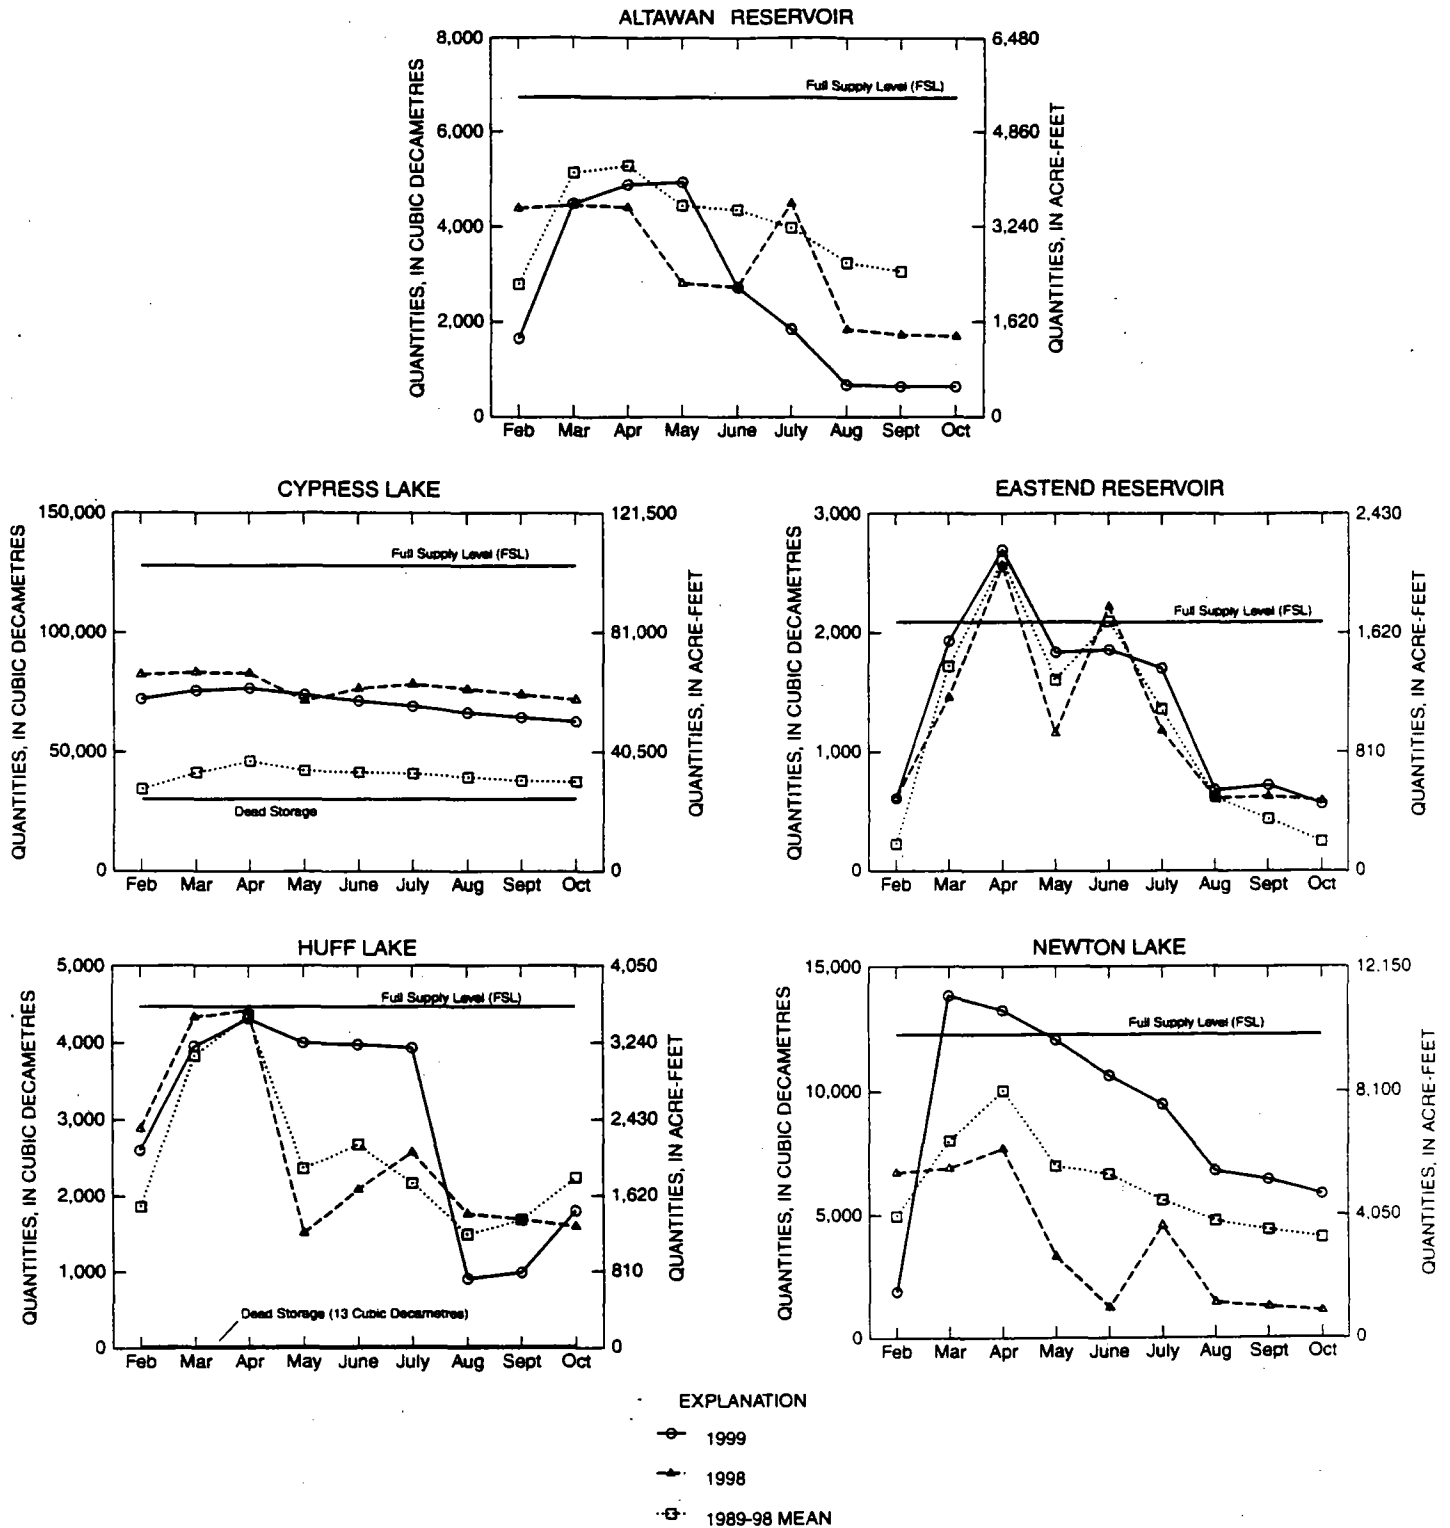 ALTAWAN RESERVOIR
QUANTITIES, IN CUBIC DECAMETRES
8,000
6,000
4,000
2,000
0
Full Supply Level (FSL)
6,480
4,860
3,240
1,620
0
QUANTITIES, IN ACRE-FEET
Feb Mar Apr May June July Aug Sept Oct
CYPRESS LAKE
QUANTITIES, IN CUBIC DECAMETRES
150,000
100,000
50,000
0
Full Supply Level (FSL)
Dead Storage
121,500
81,000
40,500
0
QUANTITIES, IN ACRE-FEET
Feb Mar Apr May June July Aug Sept Oct
EASTEND RESERVOIR
QUANTITIES, IN CUBIC DECAMETRES
3,000
2,000
1,000
0
Full Supply Level (FSL)
2,430
1,620
810
0
QUANTITIES, IN ACRE-FEET
Feb Mar Apr May June July Aug Sept Oct
HUFF LAKE
QUANTITIES, IN CUBIC DECAMETRES
5,000
4,000
3,000
2,000
1,000
0
Full Supply Level (FSL)
Dead Storage (13 Cubic Decametres)
4,050
3,240
2,430
1,620
810
0
QUANTITIES, IN ACRE-FEET
Feb Mar Apr May June July Aug Sept Oct
NEWTON LAKE
QUANTITIES, IN CUBIC DECAMETRES
15,000
10,000
5,000
0
Full Supply Level (FSL)
12.150
8,100
4,050
0
QUANTITIES, IN ACRE-FEET
Feb Mar Apr May June July Aug Sept Oct
EXPLANATION
1999
1998
1989-98 MEAN